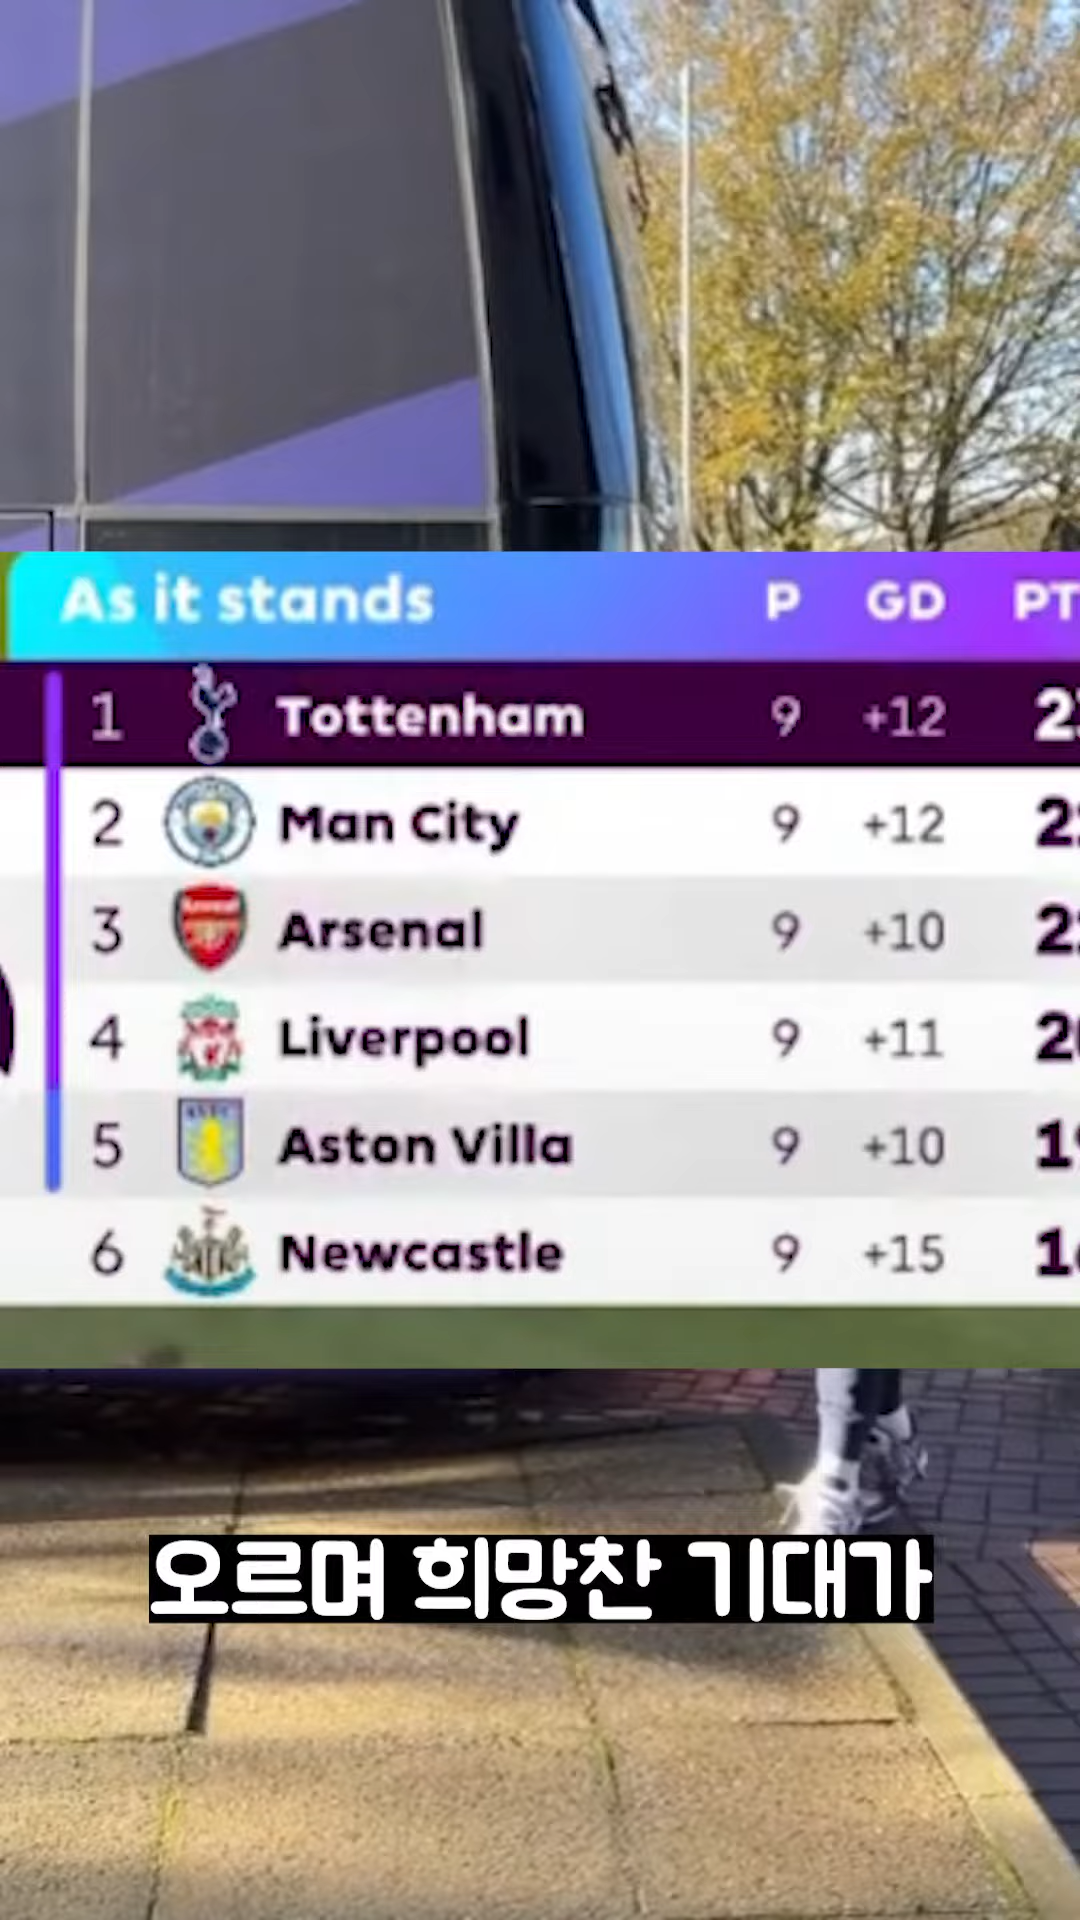 As it stands P GD PT
1 Tottenham 9 +12
2 Man City 9 +12
3 Arsenal 9 +10
4 Liverpool 9 +11
5 Aston Villa 9 +10
6 Newcastle 9 +15
오르며 희망찬 기대가